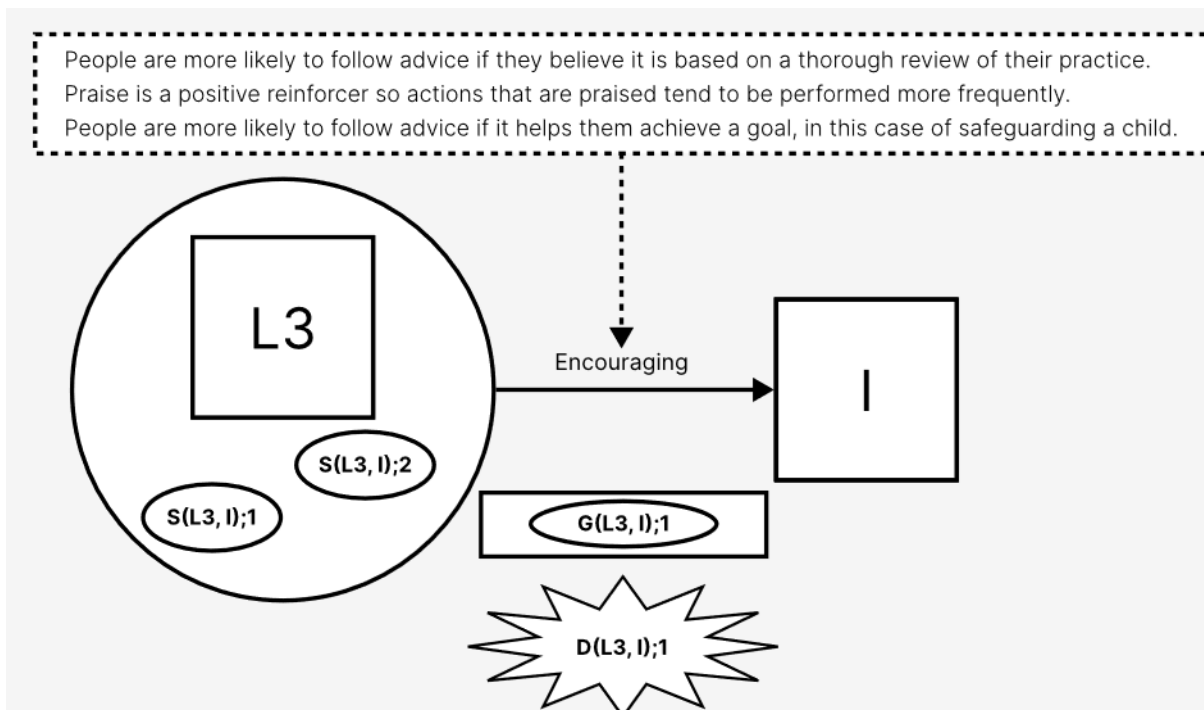 People are more likely to follow advice if they believe it is based on a thorough review of their practice.
Praise is a positive reinforcer so actions that are praised tend to be performed more frequently.
People are more likely to follow advice if it helps them achieve a goal, in this case of safeguarding a child.
L3
Encouraging
I
S(L3, I);2
S(L3, I);1
G(L3, I);1
D(L3, I);1